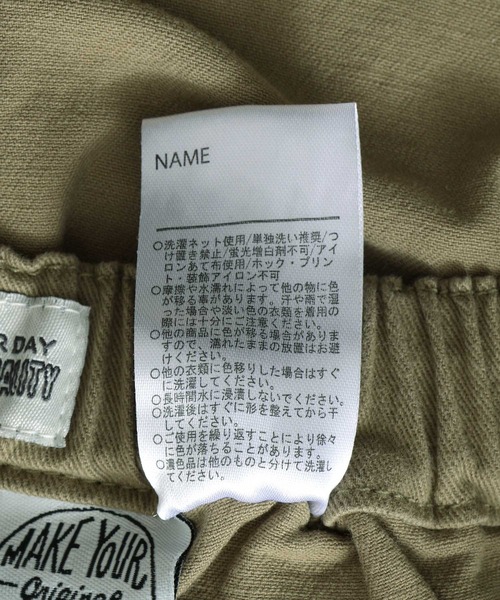 NAME
○洗濯ネット使用/単独洗い推奨/つ
け置き禁止/蛍光増白剤不可/アイ
ロンあて布使用/ホック・プリン
ト・装飾アイロン不可
○摩擦や水濡れによって他の物に色
が移る事があります。汗や雨で湿
った場合や淡い色の衣類を着用の
際には十分にご注意ください。
○他の商品に色が移る場合がありま
すので、濡れたままの放置はお避
けください。
○他の衣類に色移りした場合はすぐ
に洗濯してください。
○長時間水に浸漬しないでください。
○洗濯後はすぐに形を整えてから干
してください。
○ご使用を繰り返すことにより徐々
に色が落ちることがあります。
○濃色品は他のものと分けて洗濯し
てください。
R DAY
ALITY
MAKE YOUR
Original